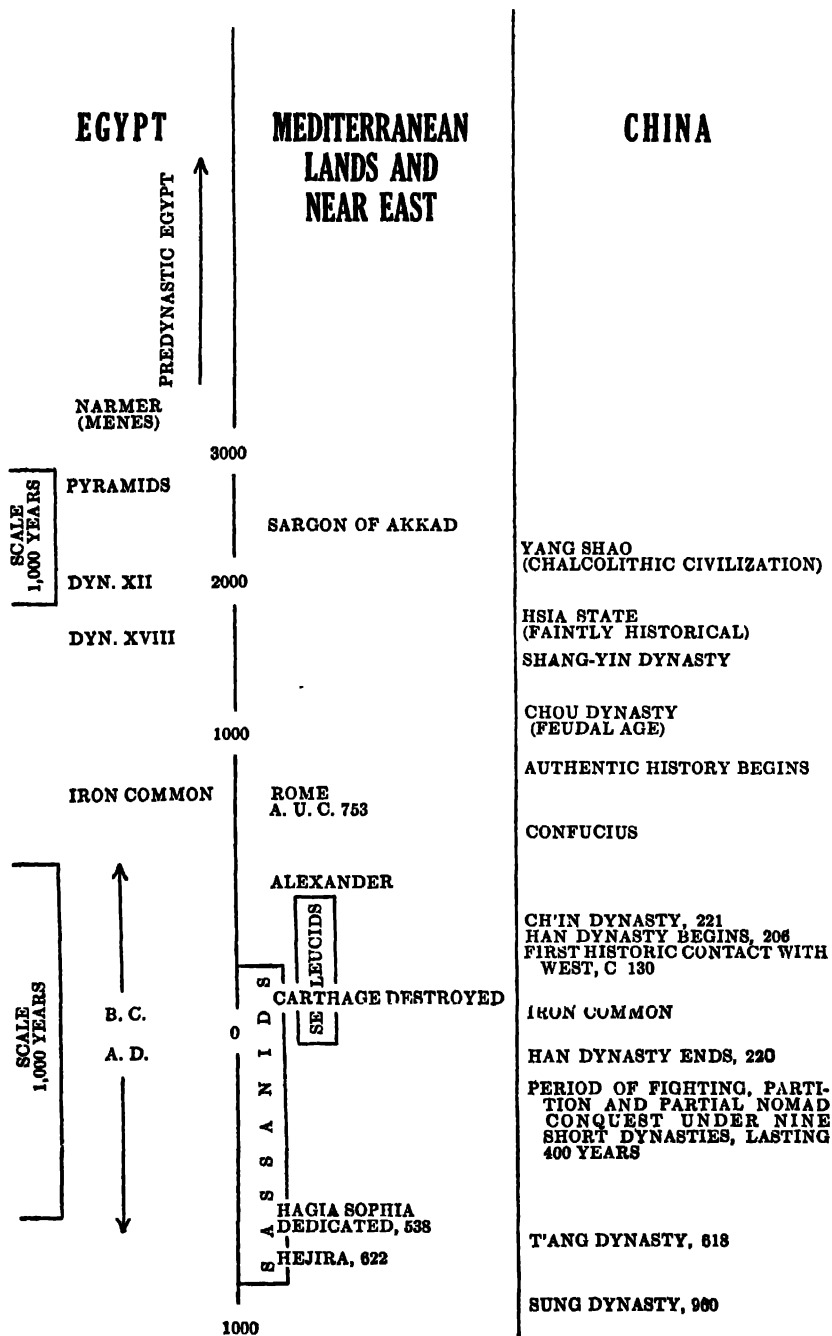 EGYPT
PREDYNASTIC EGYPT
NARMER
(MENES)
SCALE
1,000 YEARS
PYRAMIDS
DYN. XII
DYN. XVIII
IRON COMMON
SCALE
1,000 YEARS
B. C.
A. D.
3000
2000
1000
0
1000
MEDITERRANEAN
LANDS AND
NEAR EAST
SARGON OF AKKAD
ROME
A. U. C. 753
ALEXANDER
SELEUCIDS
CARTHAGE DESTROYED
SASSANIDS
HAGIA SOPHIA
DEDICATED, 538
HEJIRA, 622
CHINA
YANG SHAO
(CHALCOLITHIC CIVILIZATION)
HSIA STATE
(FAINTLY HISTORICAL)
SHANG-YIN DYNASTY
CHOU DYNASTY
(FEUDAL AGE)
AUTHENTIC HISTORY BEGINS
CONFUCIUS
CH'IN DYNASTY, 221
HAN DYNASTY BEGINS, 206
FIRST HISTORIC CONTACT WITH
WEST, C 130
IRON COMMON
HAN DYNASTY ENDS, 220
PERIOD OF FIGHTING, PARTI-
TION AND PARTIAL NOMAD
CONQUEST UNDER NINE
SHORT DYNASTIES, LASTING
400 YEARS
T'ANG DYNASTY, 618
SUNG DYNASTY, 960